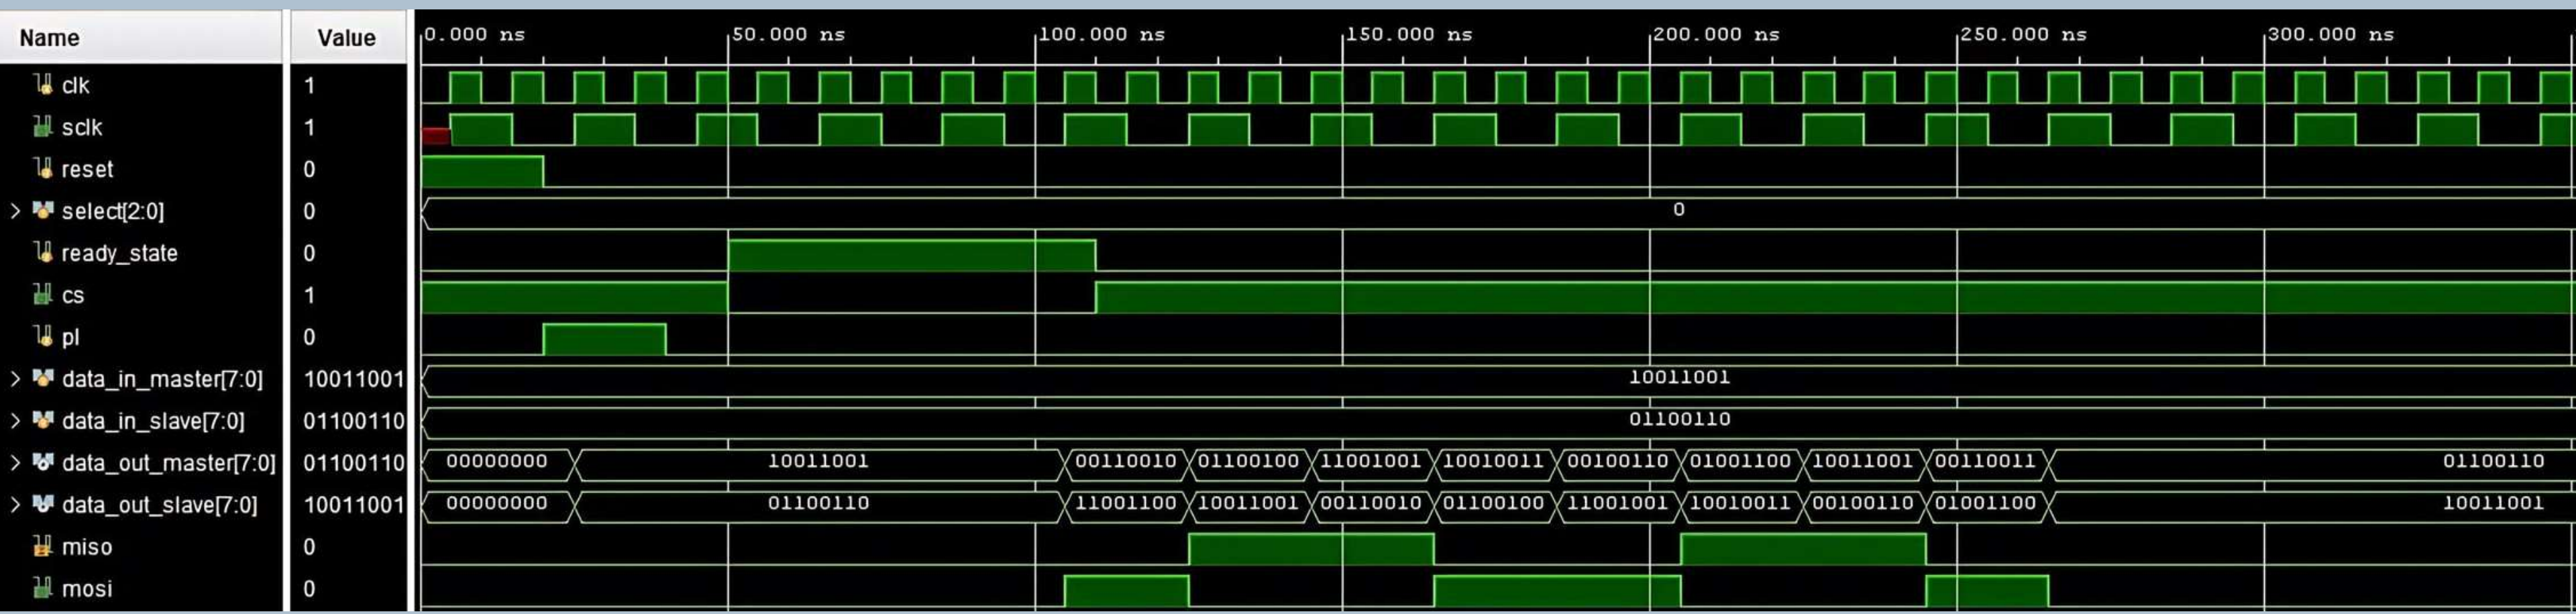 Name Value 0.000 ns 50.000 ns 100.000 ns 150.000 ns 200.000 ns 250.000 ns 300.000 ns
clk 1
sclk 1
reset 0
select[2:0] 0 0
ready_state 0
cs 1
pl 0
data_in_master[7:0] 10011001 10011001
data_in_slave[7:0] 01100110 01100110
data_out_master[7:0] 01100110 00000000 10011001 00110010 01100100 11001001 10010011 00100110 01001100 10011001 00110011 01100110
data_out_slave[7:0] 10011001 00000000 01100110 11001100 10011001 00110010 01100100 11001001 10010011 00100110 01001100 10011001
miso 0
mosi 0